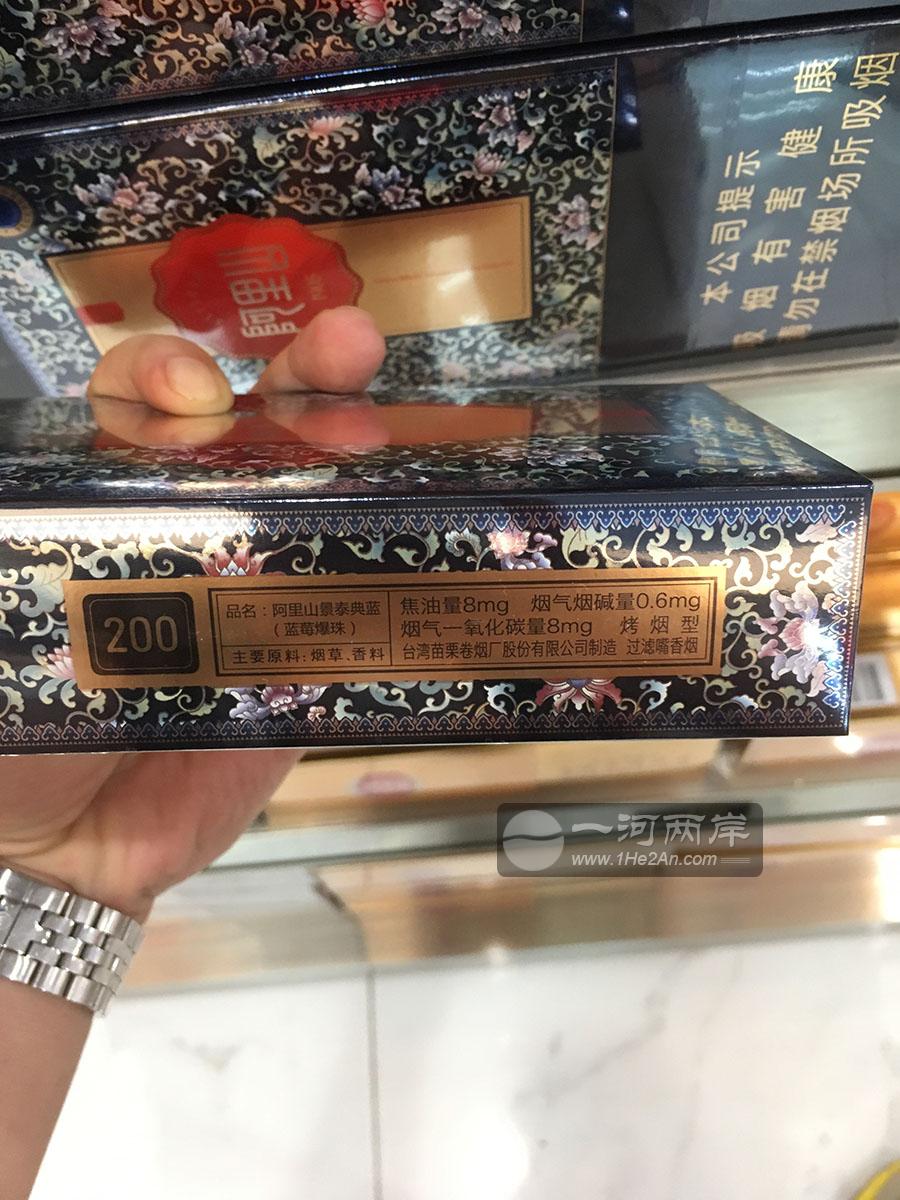 本公司提示
吸烟有害健康
请勿在禁烟场所吸烟
阿里山
200
品名：阿里山景泰典蓝
（蓝莓爆珠）
主要原料：烟草、香料
焦油量8mg 烟气烟碱量0.6mg
烟气一氧化碳量8mg 烤烟型
台湾苗栗卷烟厂股份有限公司制造 过滤嘴香烟
一河两岸
www.1He2An.com